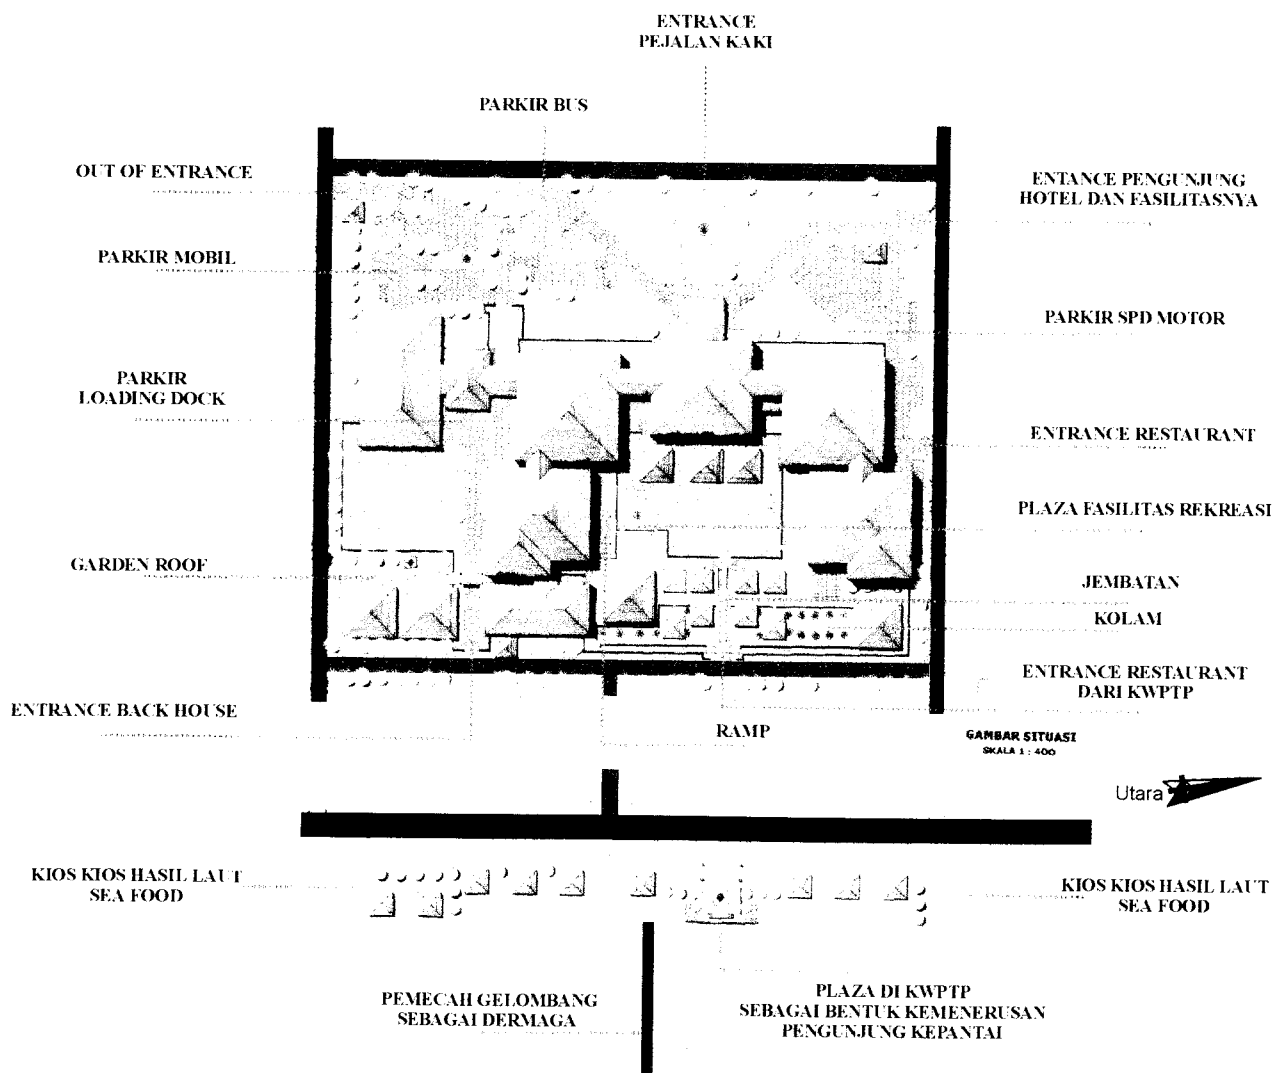 ENTRANCE
PEJALAN KAKI
PARKIR BUS
OUT OF ENTRANCE
ENTANCE PENGUNJUNG
HOTEL DAN FASILITASNYA
PARKIR MOBIL
PARKIR SPD MOTOR
PARKIR
LOADING DOCK
ENTRANCE RESTAURANT
PLAZA FASILITAS REKREASI
GARDEN ROOF
JEMBATAN
KOLAM
ENTRANCE RESTAURANT
DARI KWPTP
ENTRANCE BACK HOUSE
RAMP
GAMBAR SITUASI
SKALA 1 : 400
Utara
KIOS KIOS HASIL LAUT
SEA FOOD
KIOS KIOS HASIL LAUT
SEA FOOD
PEMECAH GELOMBANG
SEBAGAI DERMAGA
PLAZA DI KWPTP
SEBAGAI BENTUK KEMENERUSAN
PENGUNJUNG KEPANTAI